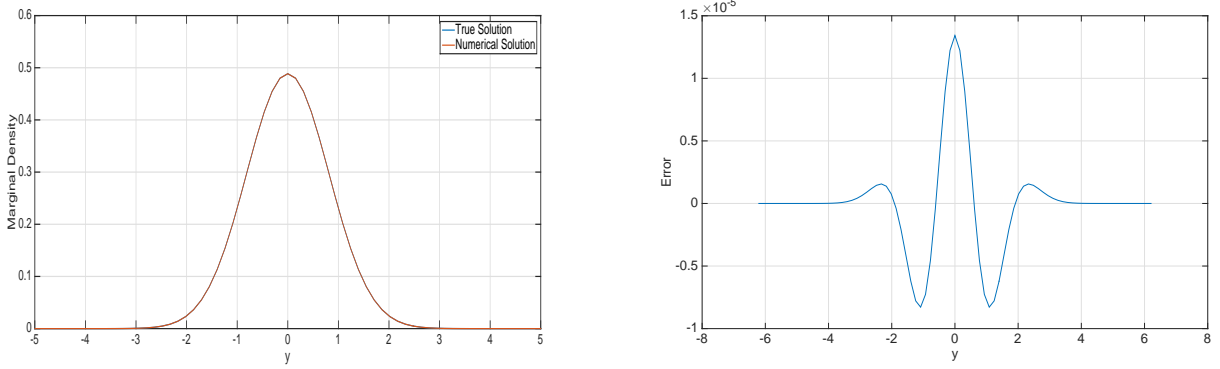 0.6
0.5
0.4
0.3
0.2
0.1
0
Marginal Density
True Solution
Numerical Solution
-5 -4 -3 -2 -1 0 1 2 3 4 5
y
×10-5
1.5
1
0.5
0
-0.5
-1
Error
-8 -6 -4 -2 0 2 4 6 8
y